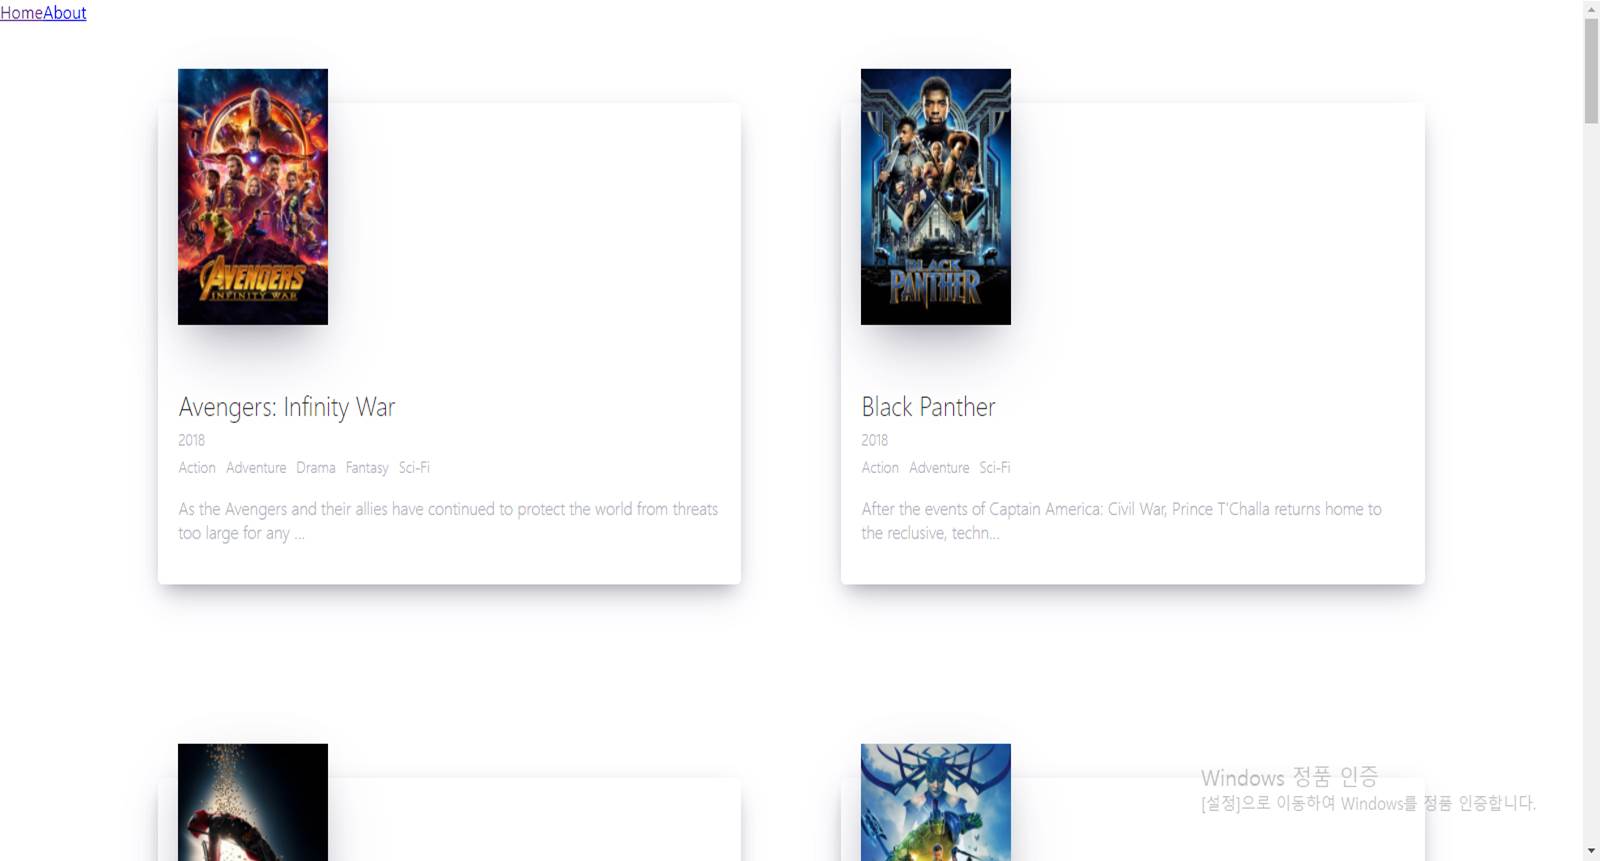 HomeAbout
AVENGERS
INFINITY WAR
BLACK
PANTHER
Avengers: Infinity War
2018
Action Adventure Drama Fantasy Sci-Fi
As the Avengers and their allies have continued to protect the world from threats
too large for any ...
Black Panther
2018
Action Adventure Sci-Fi
After the events of Captain America: Civil War, Prince T'Challa returns home to
the reclusive, techn...
Windows 정품 인증
[설정]으로 이동하여 Windows를 정품 인증합니다.